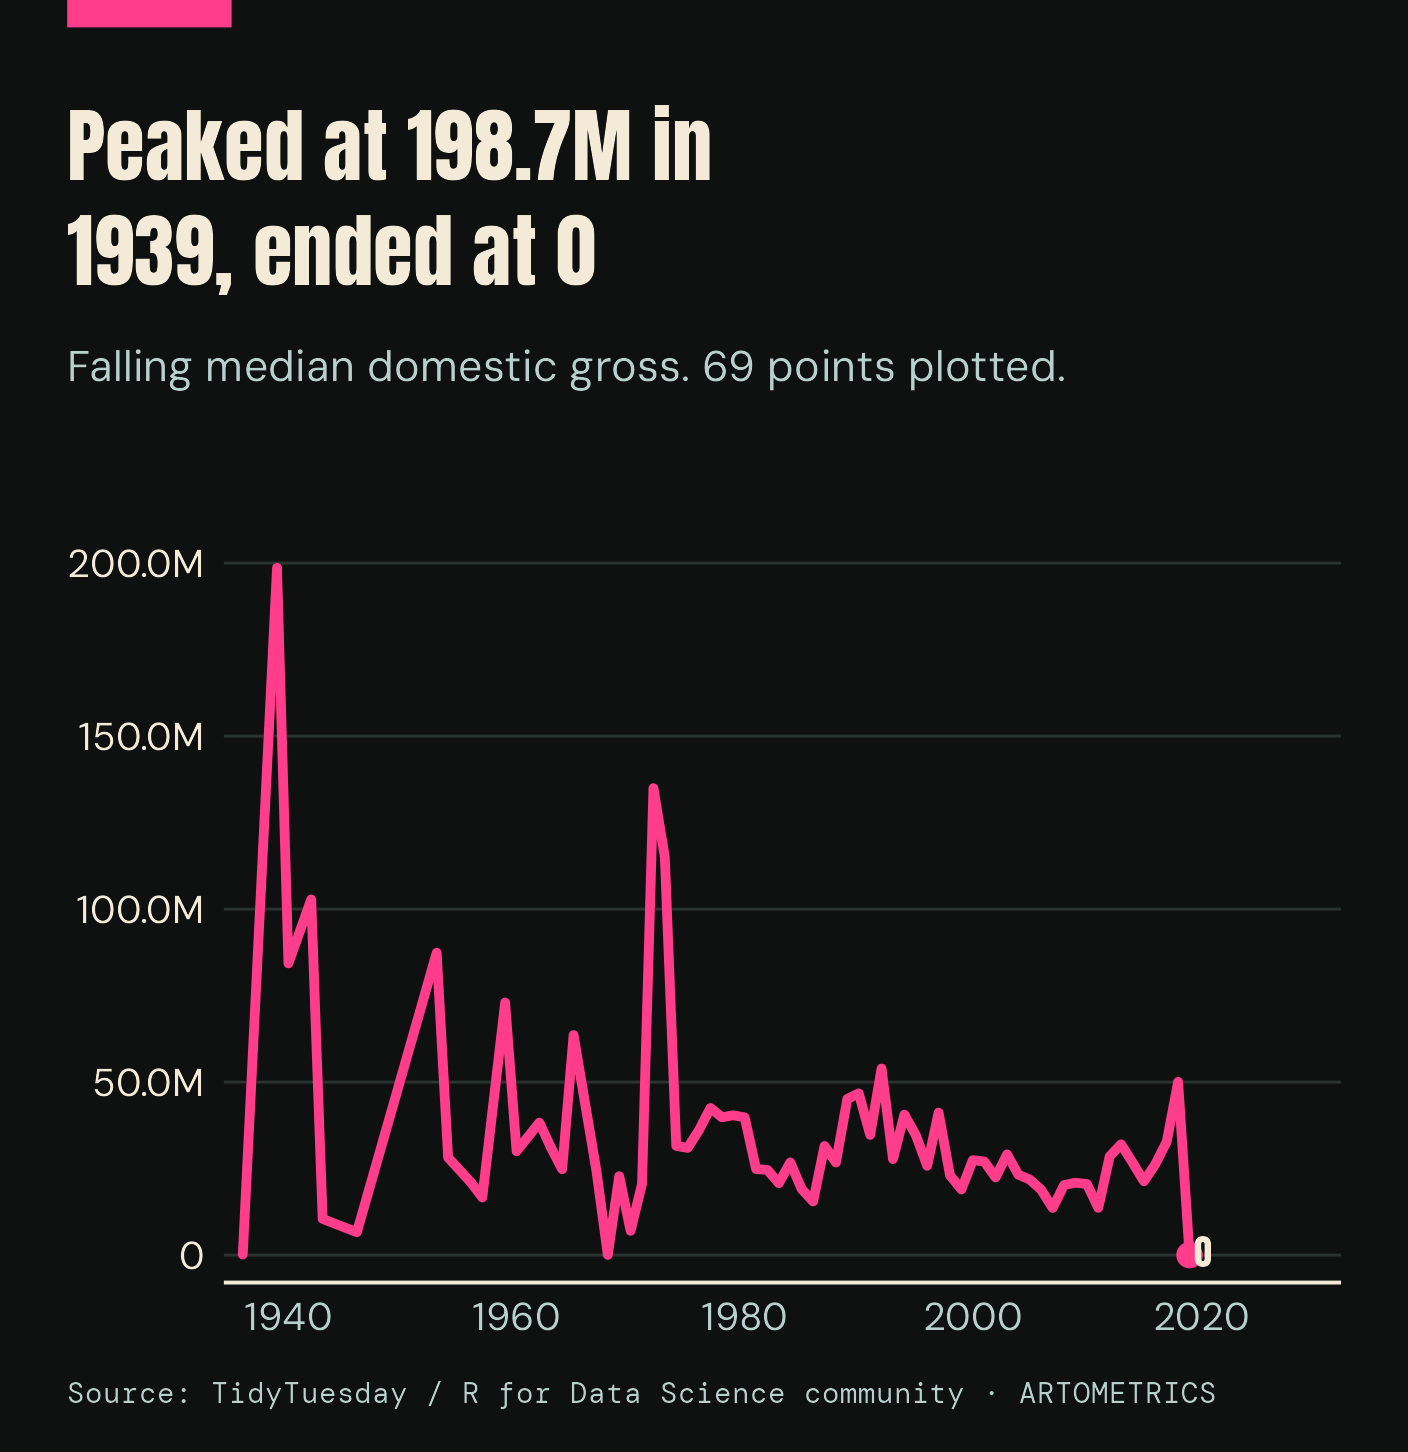 Peaked at 198.7M in
1939, ended at 0
Falling median domestic gross. 69 points plotted.
200.0M
150.0M
100.0M
50.0M
0
0
1940 1960 1980 2000 2020
Source: TidyTuesday / R for Data Science community · ARTOMETRICS